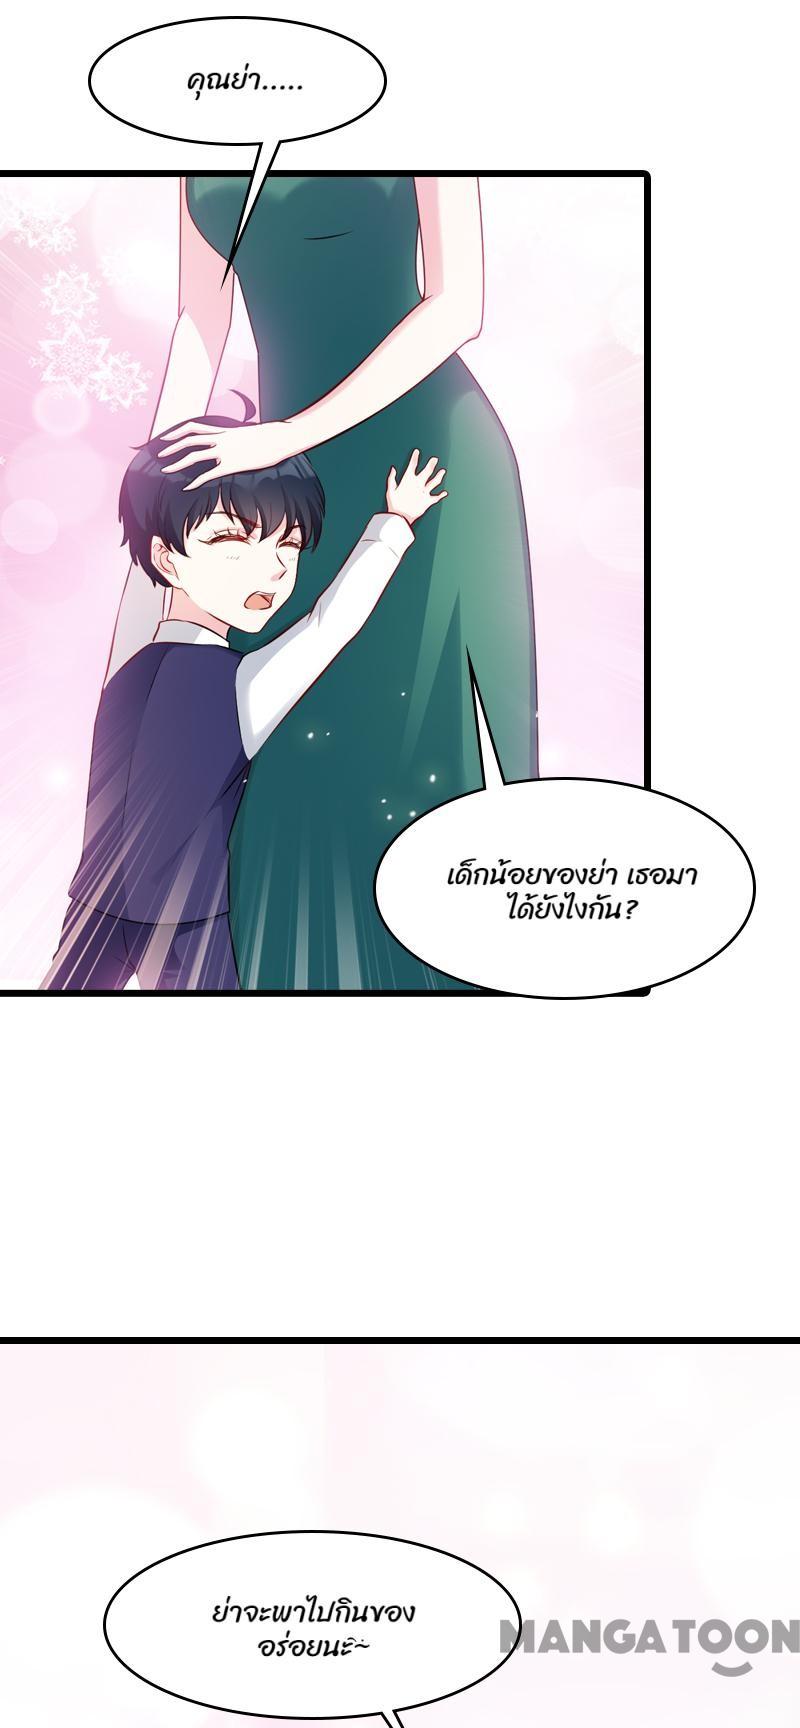 คุณย่า.....
เด็กน้อยของย่า เธอมา
ได้ยังไงกัน?
ย่าจะพาไปกินของ
อร่อยนะ~
MANGATOON